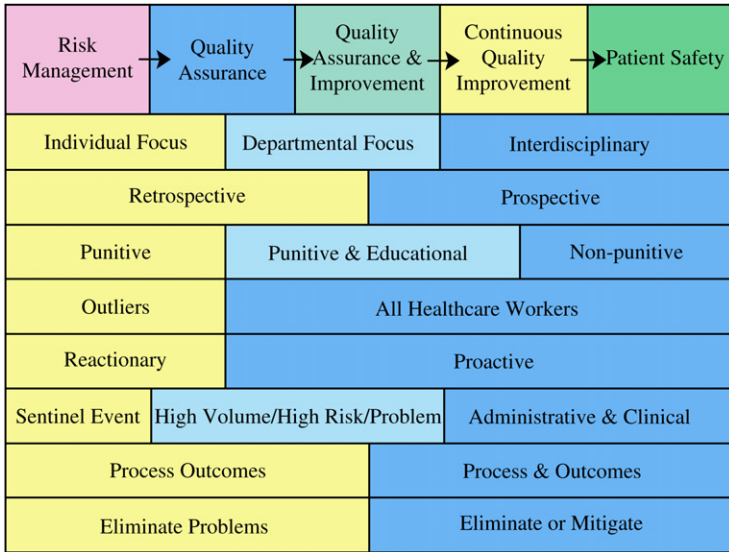 Risk
Management
Quality
Assurance
Quality
Assurance &
Improvement
Continuous
Quality
Improvement
Patient Safety
Individual Focus
Departmental Focus
Interdisciplinary
Retrospective
Prospective
Punitive
Punitive & Educational
Non-punitive
Outliers
All Healthcare Workers
Reactionary
Proactive
Sentinel Event
High Volume/High Risk/Problem
Administrative & Clinical
Process Outcomes
Process & Outcomes
Eliminate Problems
Eliminate or Mitigate